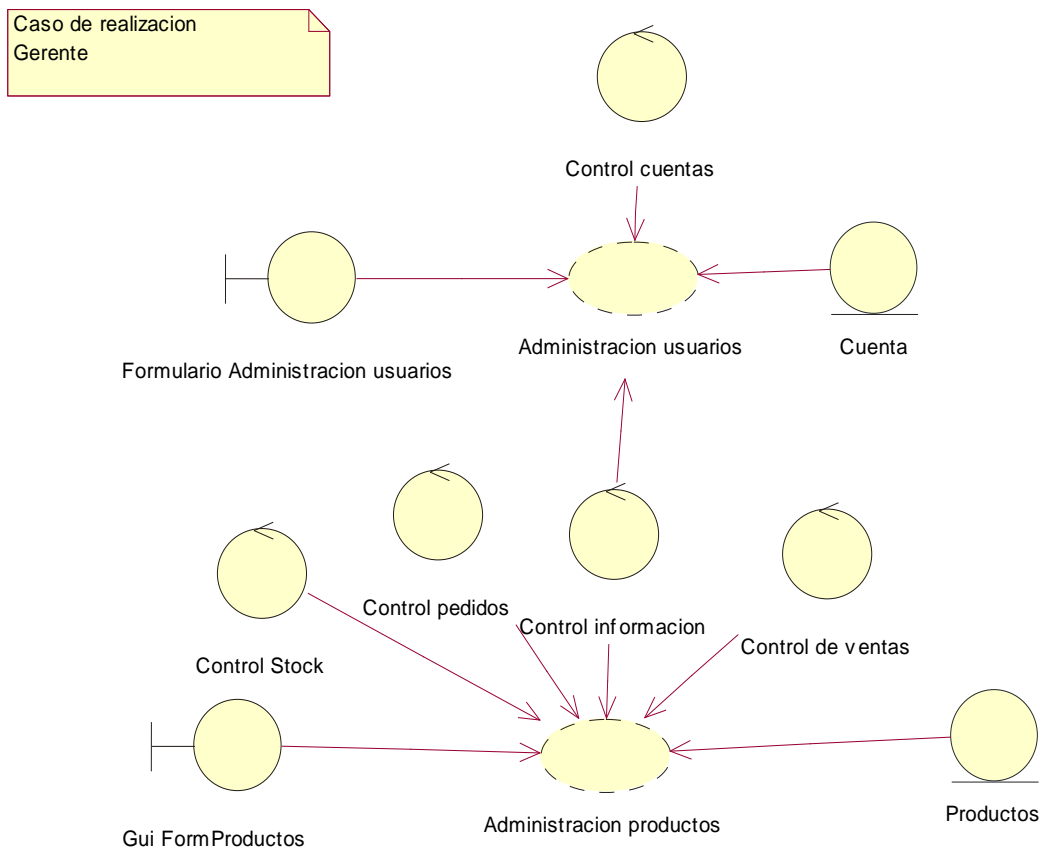 Caso de realizacion
Gerente
Control cuentas
Administracion usuarios
Cuenta
Formulario Administracion usuarios
Control pedidos
Control informacion
Control de ventas
Control Stock
Productos
Administracion productos
Gui FormProductos